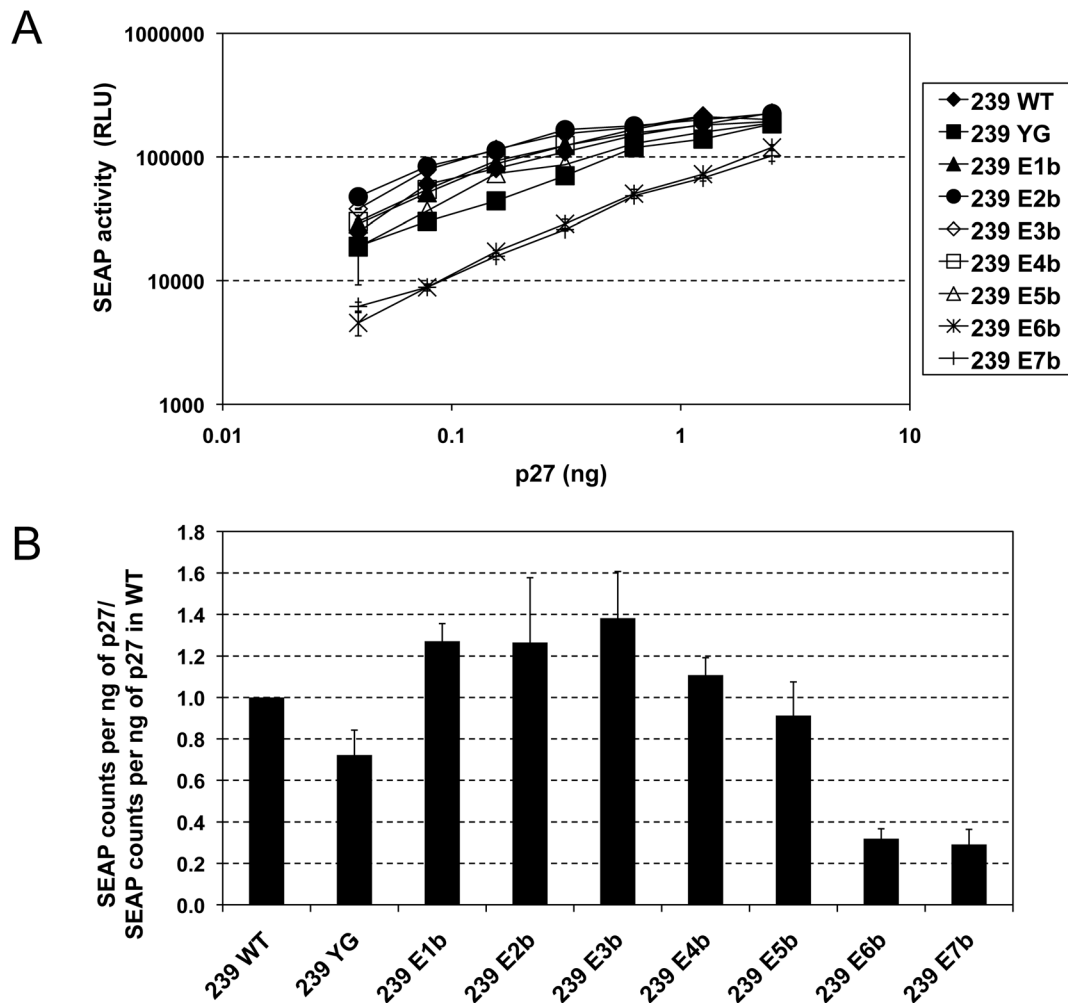 A
SEAP activity (RLU)
1000000
100000
10000
1000
0.01
0.1
1
10
p27 (ng)
239 WT
239 YG
239 E1b
239 E2b
239 E3b
239 E4b
239 E5b
239 E6b
239 E7b
B
SEAP counts per ng of p27/
SEAP counts per ng of p27 in WT
1.8
1.6
1.4
1.2
1.0
0.8
0.6
0.4
0.2
0.0
239 WT
239 YG
239 E1b
239 E2b
239 E3b
239 E4b
239 E5b
239 E6b
239 E7b